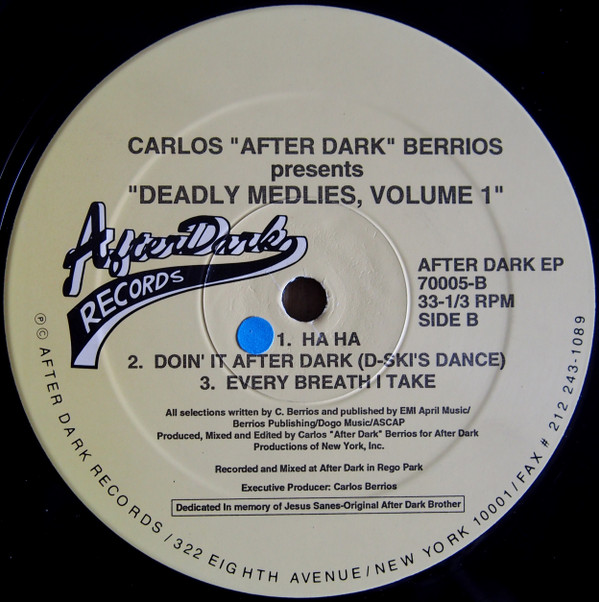 CARLOS "AFTER DARK" BERRIOS
presents
"DEADLY MEDLIES, VOLUME 1"
After Dark
RECORDS
AFTER DARK EP
70005-B
33-1/3 RPM
SIDE B
1. HA HA
2. DOIN' IT AFTER DARK (D-SKI'S DANCE)
3. EVERY BREATH I TAKE
All selections written by C. Berrios and published by EMI April Music/
Berrios Publishing/Dogo Music/ASCAP
Produced, Mixed and Edited by Carlos "After Dark" Berrios for After Dark
Productions of New York, Inc.
Recorded and Mixed at After Dark in Rego Park
Executive Producer: Carlos Berrios
Dedicated In memory of Jesus Sanes-Original After Dark Brother
Ⓟ © AFTER DARK RECORDS / 322 EIGHTH AVENUE / NEW YORK 10001 / FAX # 212 243-1089